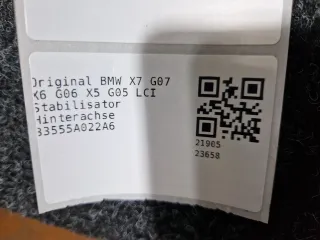 Original BMW X7 G07
X6 G06 X5 G05 LCI
Stabilisator
Hinterachse
33555A022A6
21905
23658